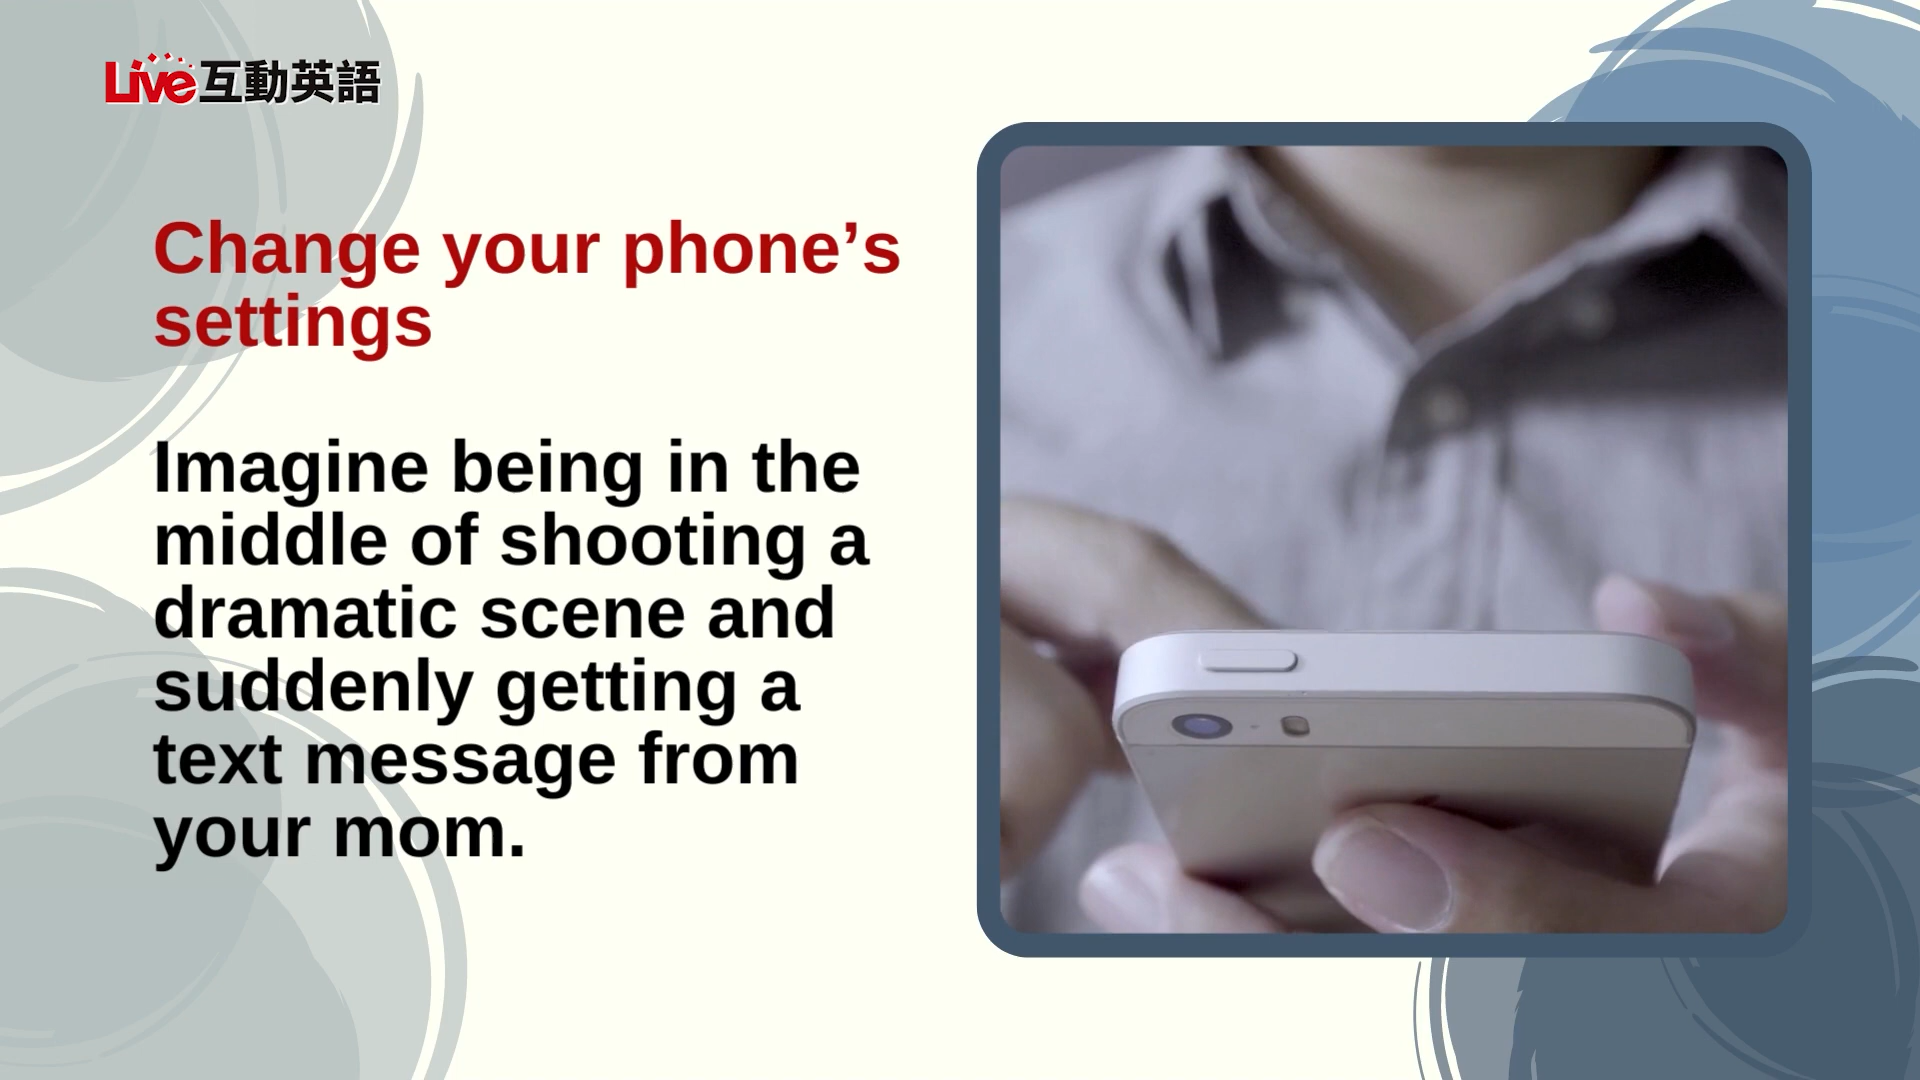 Live互動英語
Change your phone’s
settings
Imagine being in the
middle of shooting a
dramatic scene and
suddenly getting a
text message from
your mom.